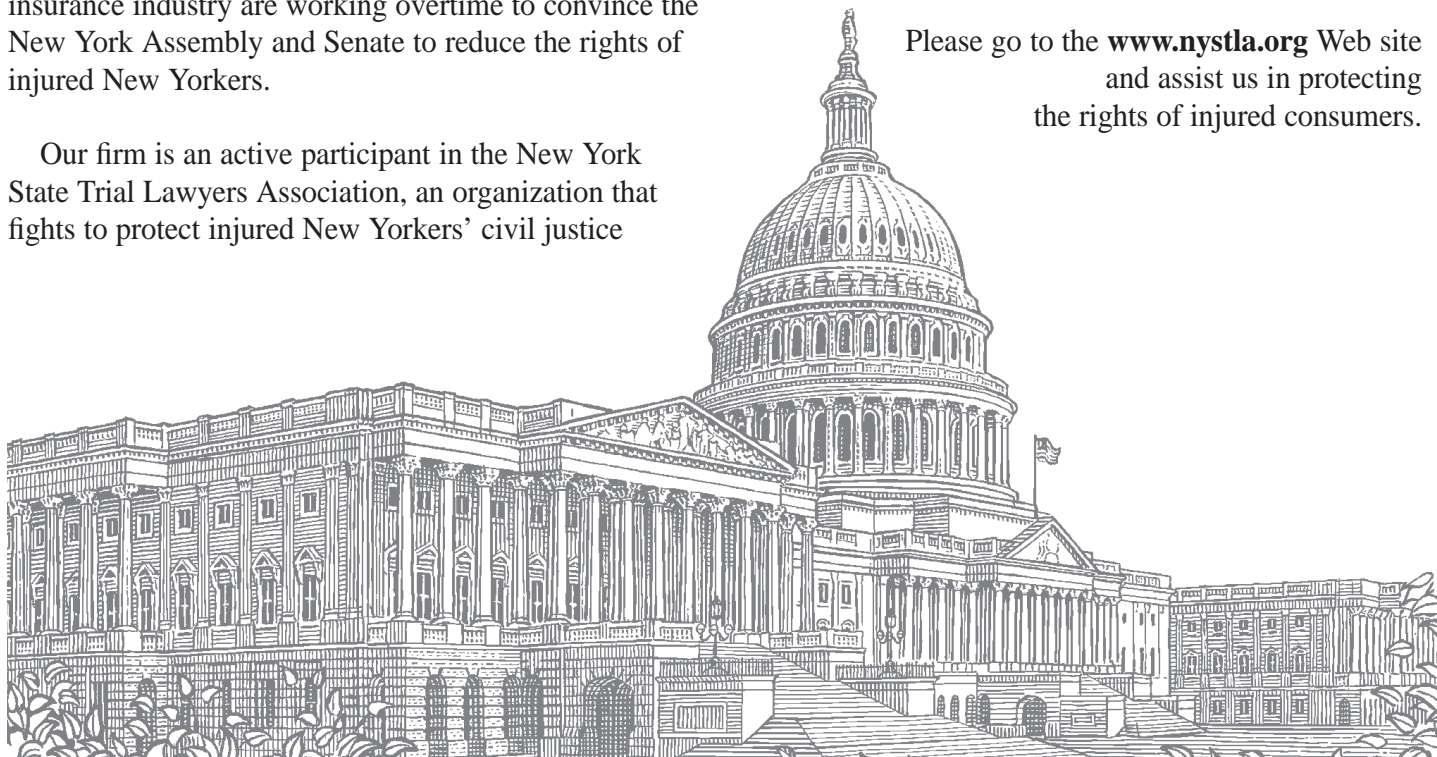 insurance industry are working overtime to convince the
New York Assembly and Senate to reduce the rights of
injured New Yorkers.
Our firm is an active participant in the New York
State Trial Lawyers Association, an organization that
fights to protect injured New Yorkers’ civil justice
Please go to the www.nystla.org Web site
and assist us in protecting
the rights of injured consumers.